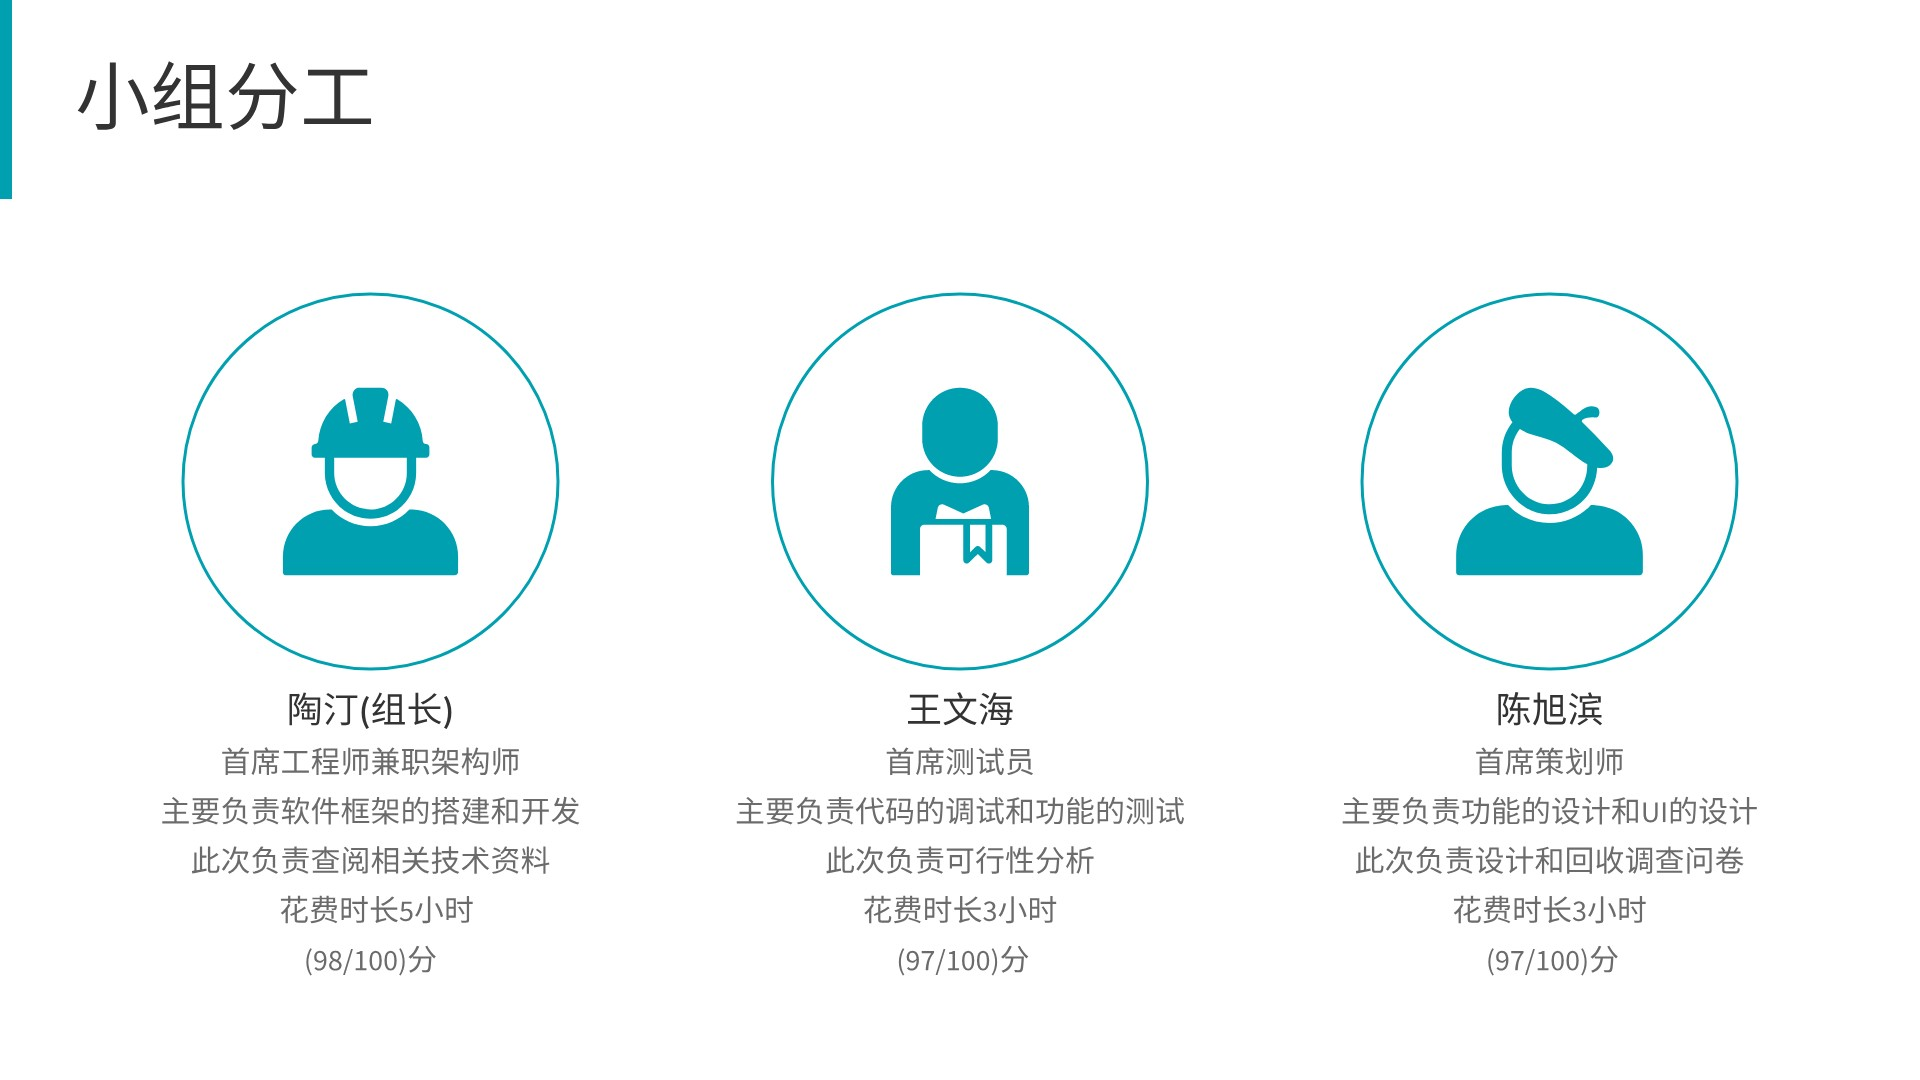 小组分工
陶汀(组长)
首席工程师兼职架构师
主要负责软件框架的搭建和开发
此次负责查阅相关技术资料
花费时长5小时
(98/100)分
王文海
首席测试员
主要负责代码的调试和功能的测试
此次负责可行性分析
花费时长3小时
(97/100)分
陈旭滨
首席策划师
主要负责功能的设计和UI的设计
此次负责设计和回收调查问卷
花费时长3小时
(97/100)分